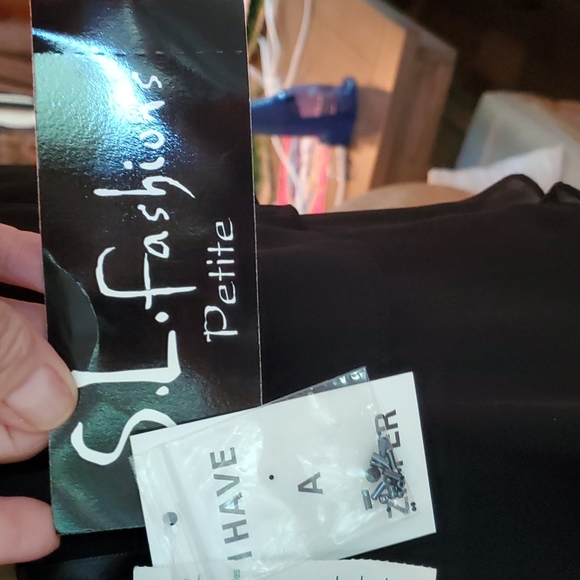 S.L. fashions
Petite
I HAVE
A
ZIPPER